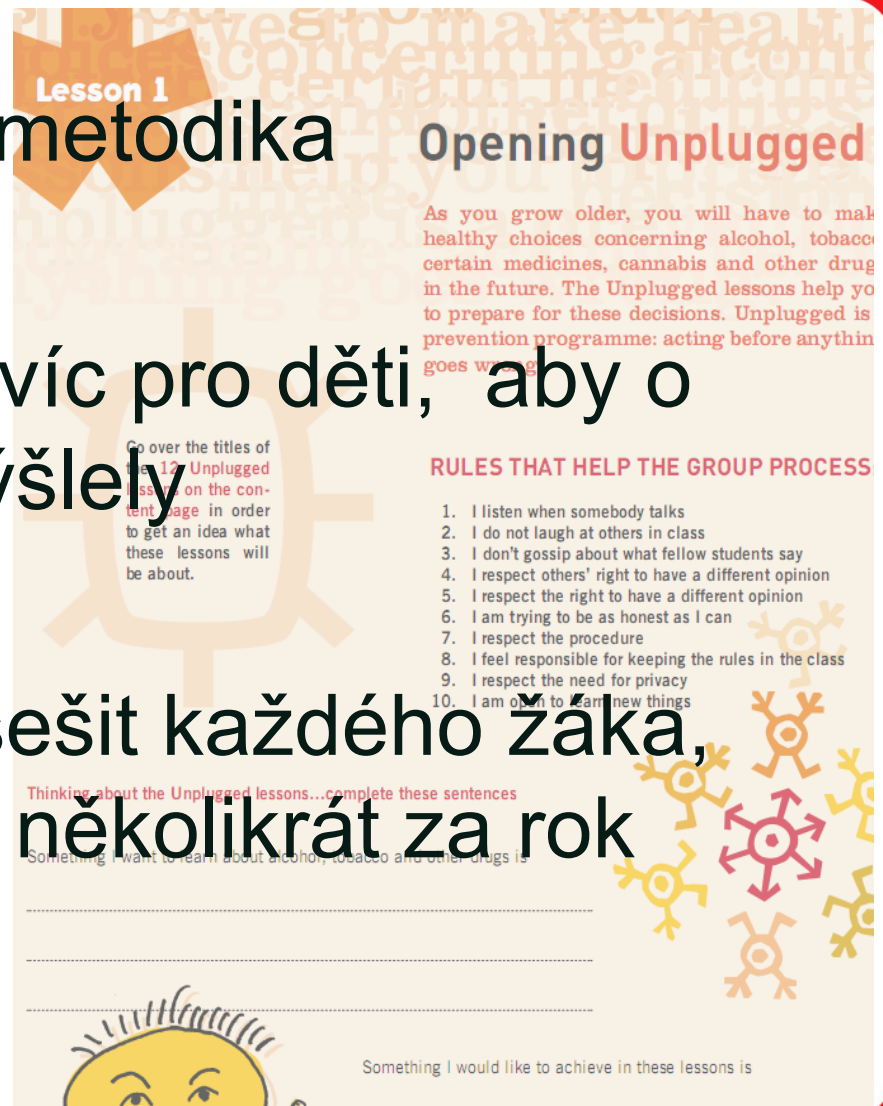 Lesson 1
metodika
Opening Unplugged
As you grow older, you will have to
healthy choices concerning alcohol,
certain medicines, cannabis and other
in the future. The Unplugged lessons help
to prepare for these decisions. Unplugged is
prevention programme: acting before
goes wrong
víc pro děti, aby o
Go over the titles of
the 12 Unplugged
lessons on the con-
tent page in order
to get an idea what
these lessons will
be about.
RULES THAT HELP THE GROUP PROCESS
1. I listen when somebody talks
2. I do not laugh at others in class
3. I don't gossip about what fellow students say
4. I respect others' right to have a different opinion
5. I respect the right to have a different opinion
6. I am trying to be as honest as I can
7. I respect the procedure
8. I feel responsible for keeping the rules in the class
9. I respect the need for privacy
10. I am open to learn new things
každého žáka,
Thinking about the Unplugged lessons...complete these sentences
několikrát za rok
Something I want to learn about alcohol, tobacco and other drugs is
Something I would like to achieve in these lessons is